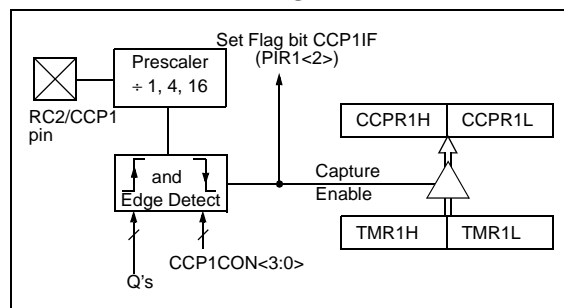 Set Flag bit CCP1IF
(PIR1<2>)
Prescaler
÷ 1, 4, 16
RC2/CCP1
pin
CCPR1H
CCPR1L
and
Edge Detect
Capture
Enable
TMR1H
TMR1L
CCP1CON<3:0>
Q's